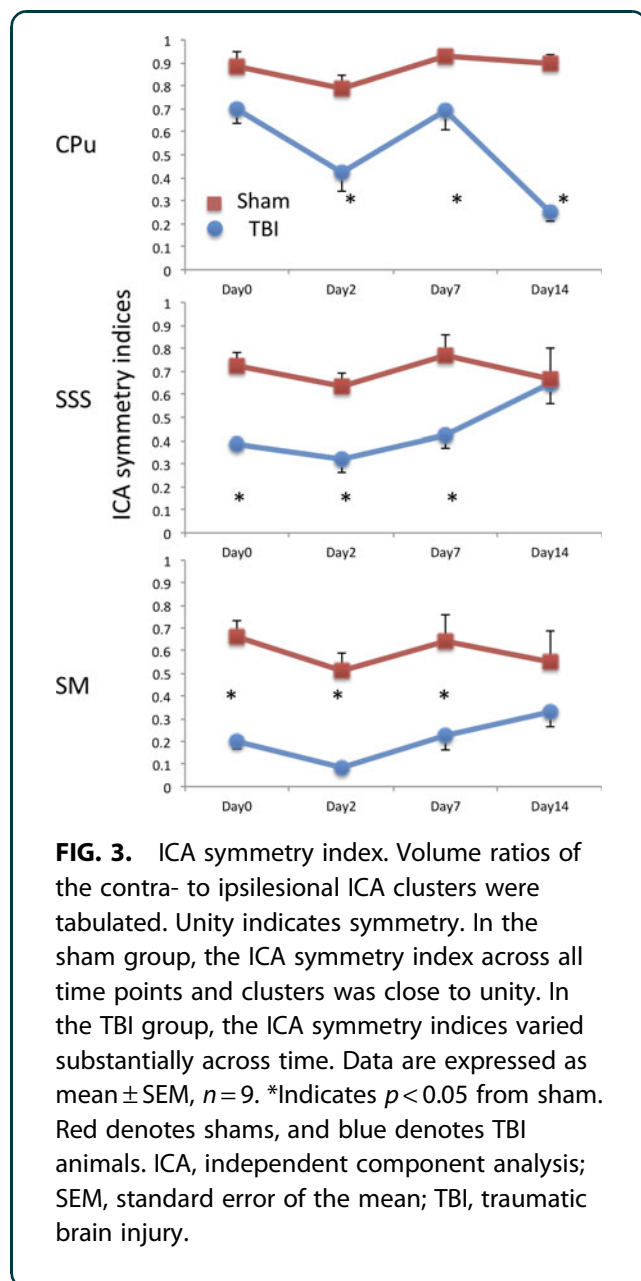 1
0.9
0.8
0.7
0.6
0.5
0.4
0.3
0.2
0.1
0
CPu
Sham
TBI
* * *
Day0 Day2 Day7 Day14
ICA symmetry indices
1
0.9
0.8
0.7
0.6
0.5
0.4
0.3
0.2
0.1
0
SSS
* * *
Day0 Day2 Day7 Day14
1
0.9
0.8
0.7
0.6
0.5
0.4
0.3
0.2
0.1
0
SM
* * *
Day0 Day2 Day7 Day14
FIG. 3. ICA symmetry index. Volume ratios of
the contra- to ipsilesional ICA clusters were
tabulated. Unity indicates symmetry. In the
sham group, the ICA symmetry index across all
time points and clusters was close to unity. In
the TBI group, the ICA symmetry indices varied
substantially across time. Data are expressed as
mean ± SEM, n = 9. *Indicates p < 0.05 from sham.
Red denotes shams, and blue denotes TBI
animals. ICA, independent component analysis;
SEM, standard error of the mean; TBI, traumatic
brain injury.